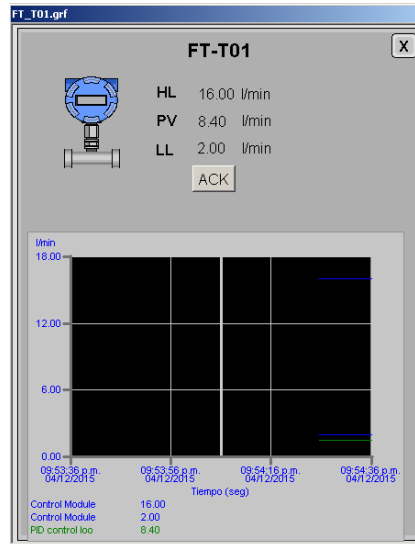 FT_T01.grf
FT-T01
X
HL 16.00 l/min
PV 8.40 l/min
LL 2.00 l/min
ACK
l/min
18.00
12.00
6.00
0.00
09:53:36 p.m. 09:53:56 p.m. 09:54:16 p.m. 09:54:36 p.m.
04/12/2015 04/12/2015 04/12/2015 04/12/2015
Tiempo (seg)
Control Module 16.00
Control Module 2.00
PID control loo 8.40